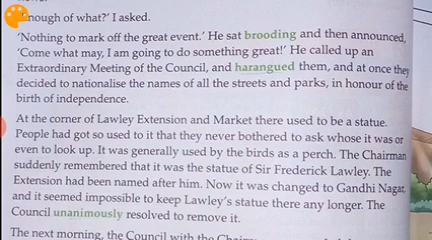 nough of what?' I asked.
'Nothing to mark off the great event.' He sat brooding and then announced,
'Come what may, I am going to do something great!' He called up an
Extraordinary Meeting of the Council, and harangued them, and at once they
decided to nationalise the names of all the streets and parks, in honour of the
birth of independence.
At the corner of Lawley Extension and Market there used to be a statue.
People had got so used to it that they never bothered to ask whose it was or
even to look up. It was generally used by the birds as a perch. The Chairman
suddenly remembered that it was the statue of Sir Frederick Lawley. The
Extension had been named after him. Now it was changed to Gandhi Nagar,
and it seemed impossible to keep Lawley's statue there any longer. The
Council unanimously resolved to remove it.
The next morning, the Council with the